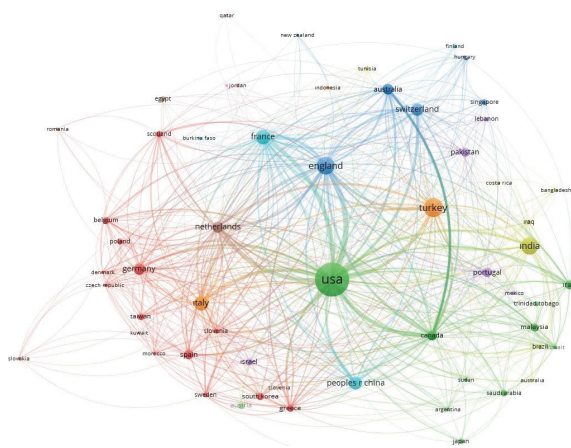 qatar
new zealand
finland
hungary
tunisia
jordan
indonesia
australia
egypt
singapore
switzerland
lebanon
romania
scotland
burkina faso
france
pakistan
england
costa rica
bangladesh
belgium
turkey
iraq
netherlands
poland
india
germany
denmark
portugal
usa
czech republic
iran
mexico
italy
trinidad tobago
taiwan
malaysia
kuwait
slovenia
canada
brazil
morocco
spain
slovakia
israel
sudan
australia
peoples r china
saudi arabia
sweden
south korea
greece
argentina
japan